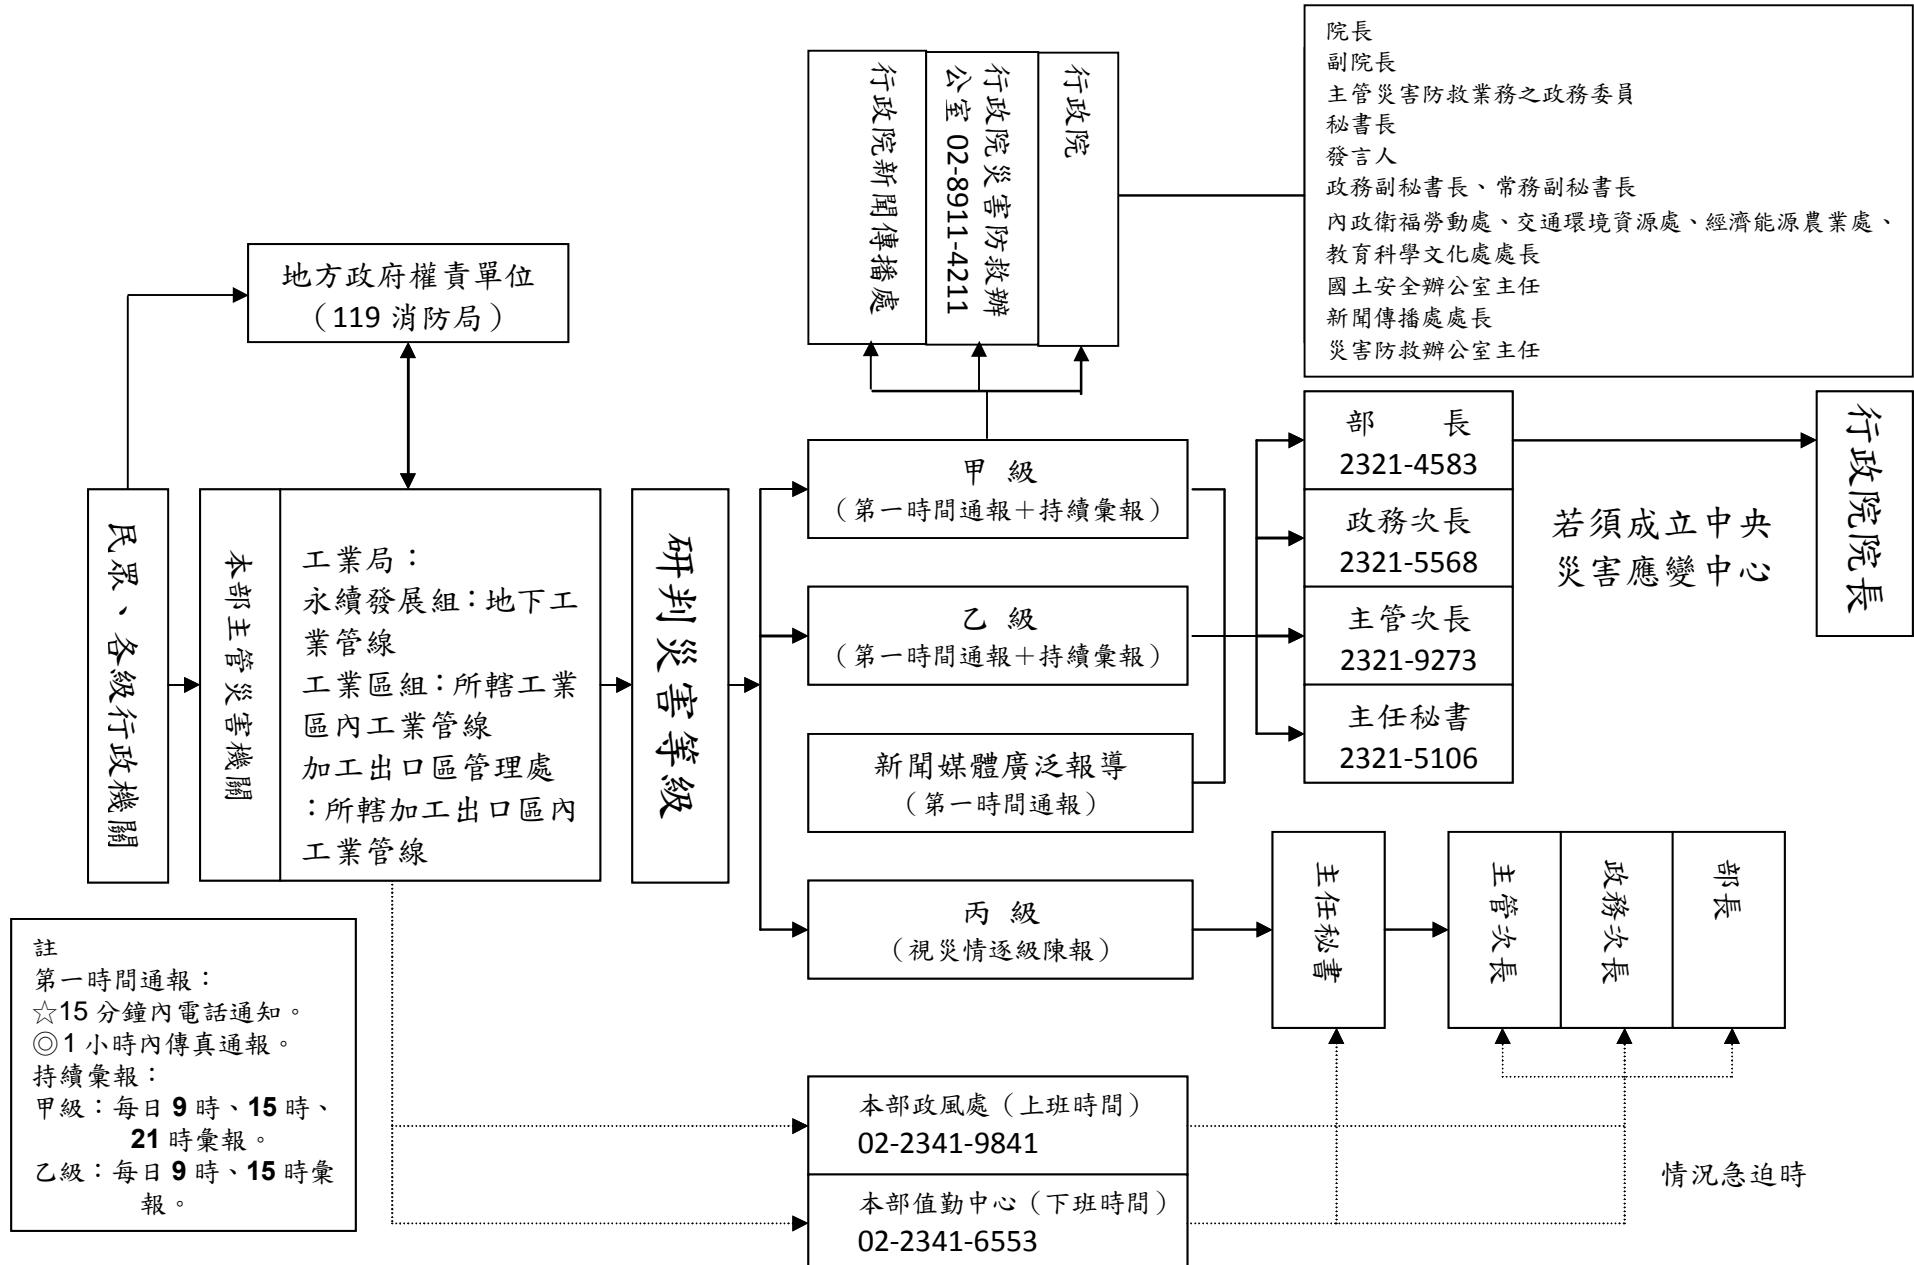 院長
副院長
主管災害防救業務之政務委員
秘書長
發言人
政務副秘書長、常務副秘書長
內政衛福勞動處、交通環境資源處、經濟能源農業處、
教育科學文化處處長
國土安全辦公室主任
新聞傳播處處長
災害防救辦公室主任
行政院
行政院災害防救辦
公室 02-8911-4211
行政院新聞傳播處
地方政府權責單位
（119 消防局）
民眾、各級行政機關
本部主管災害機關
工業局：
永續發展組：地下工
業管線
工業區組：所轄工業
區內工業管線
加工出口區管理處
：所轄加工出口區內
工業管線
研判災害等級
甲 級
（第一時間通報＋持續彙報）
乙 級
（第一時間通報＋持續彙報）
新聞媒體廣泛報導
（第一時間通報）
丙 級
（視災情逐級陳報）
部 長
2321-4583
政務次長
2321-5568
主管次長
2321-9273
主任秘書
2321-5106
若須成立中央
災害應變中心
行政院院長
主任秘書
主管次長
政務次長
部長
註
第一時間通報：
☆15 分鐘內電話通知。
◎1 小時內傳真通報。
持續彙報：
甲級：每日 9 時、15 時、
21 時彙報。
乙級：每日 9 時、15 時彙
報。
本部政風處（上班時間）
02-2341-9841
本部值勤中心（下班時間）
02-2341-6553
情況急迫時